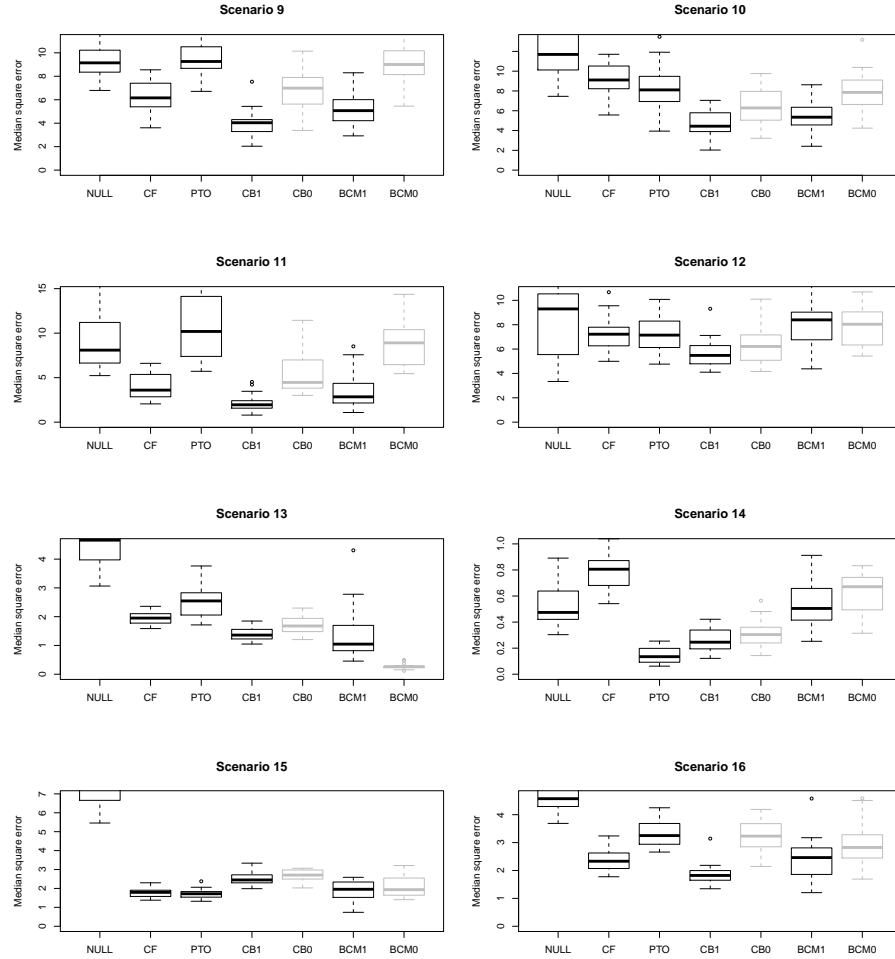 Scenario 9
Median square error
0 2 4 6 8 10
NULL CF PTO CB1 CB0 BCM1 BCM0
Scenario 10
Median square error
0 2 4 6 8 10
NULL CF PTO CB1 CB0 BCM1 BCM0
Scenario 11
Median square error
0 5 10 15
NULL CF PTO CB1 CB0 BCM1 BCM0
Scenario 12
Median square error
0 2 4 6 8 10
NULL CF PTO CB1 CB0 BCM1 BCM0
Scenario 13
Median square error
0 1 2 3 4
NULL CF PTO CB1 CB0 BCM1 BCM0
Scenario 14
Median square error
0.0 0.2 0.4 0.6 0.8 1.0
NULL CF PTO CB1 CB0 BCM1 BCM0
Scenario 15
Median square error
0 1 2 3 4 5 6 7
NULL CF PTO CB1 CB0 BCM1 BCM0
Scenario 16
Median square error
0 1 2 3 4
NULL CF PTO CB1 CB0 BCM1 BCM0